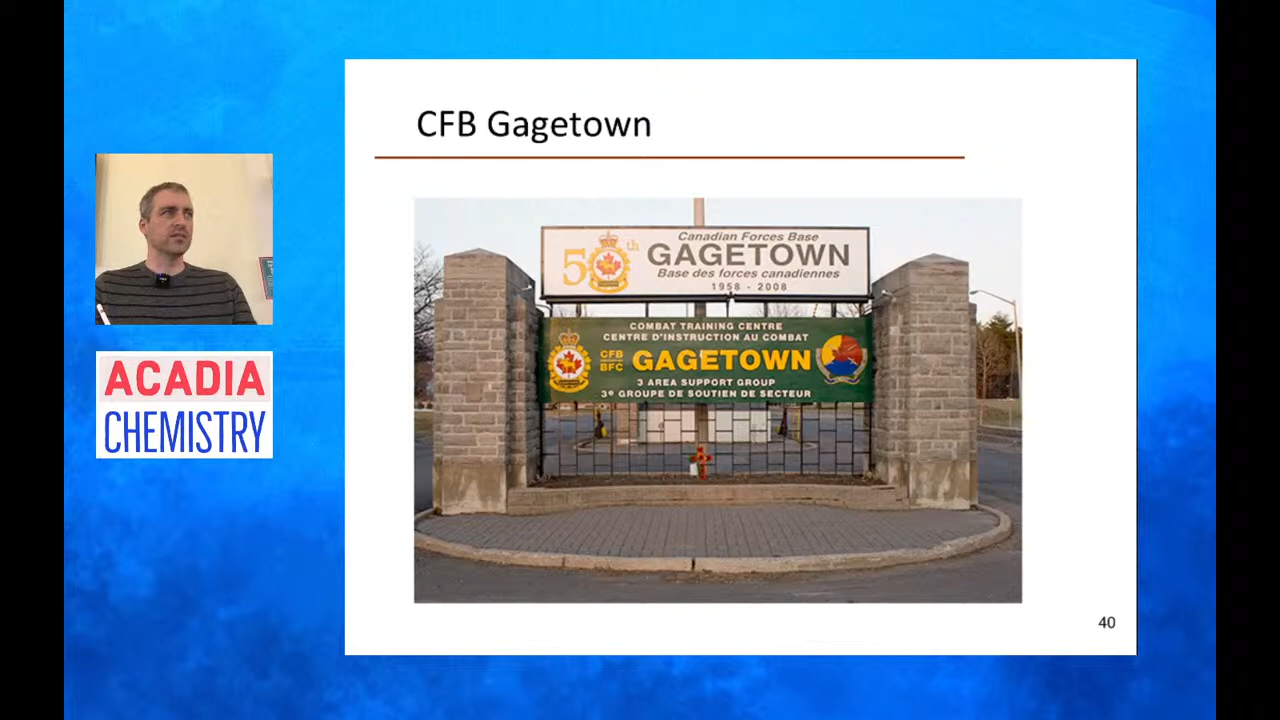 CFB Gagetown
ACADIA
CHEMISTRY
50th
Canadian Forces Base
GAGETOWN
Base des forces canadiennes
1958 - 2008
COMBAT TRAINING CENTRE
CENTRE D'INSTRUCTION AU COMBAT
CFB
BFC
GAGETOWN
3 AREA SUPPORT GROUP
3e GROUPE DE SOUTIEN DE SECTEUR
40